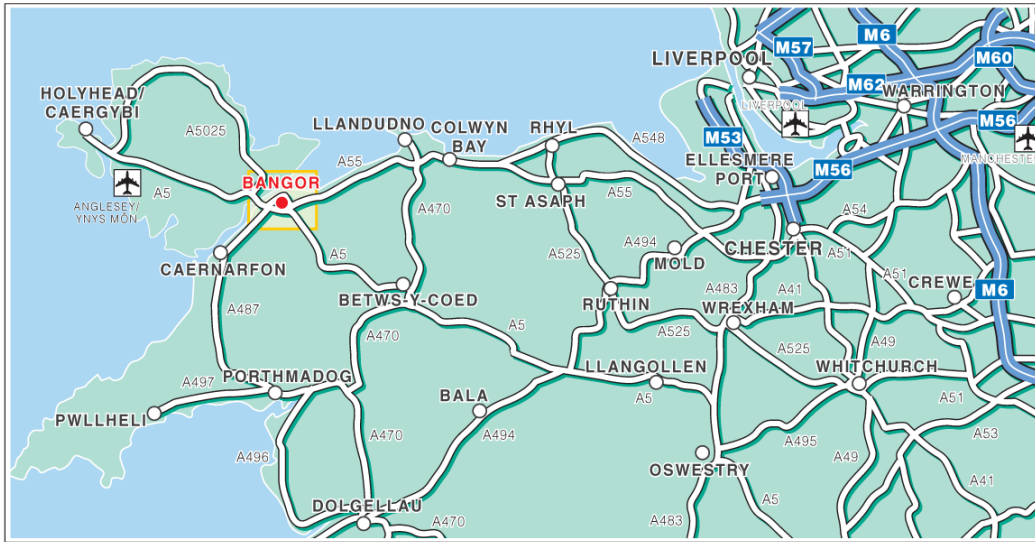 M57
M6
LIVERPOOL
M60
M62
HOLYHEAD/
CAERGYBI
WARRINGTON
LIVERPOOL
A5025
LLANDUDNO
COLWYN
BAY
RHYL
A548
M53
M56
ELLESMERE
PORT
MANCHESTER
A55
M56
BANGOR
A5
ANGLESEY/
YNYS MÔN
ST ASAPH
A55
A470
A54
A525
A494
CHESTER
A51
CAERNARFON
A5
MOLD
A51
A483
A41
CREWE
M6
BETWS-Y-COED
RUTHIN
WREXHAM
A487
A470
A5
A525
A525
A49
PORTHMADOG
LLANGOLLEN
WHITCHURCH
A497
A5
A51
BALA
PWLLHELI
A470
A494
A53
A496
A495
A49
OSWESTRY
A41
DOLGELLAU
A5
A470
A483